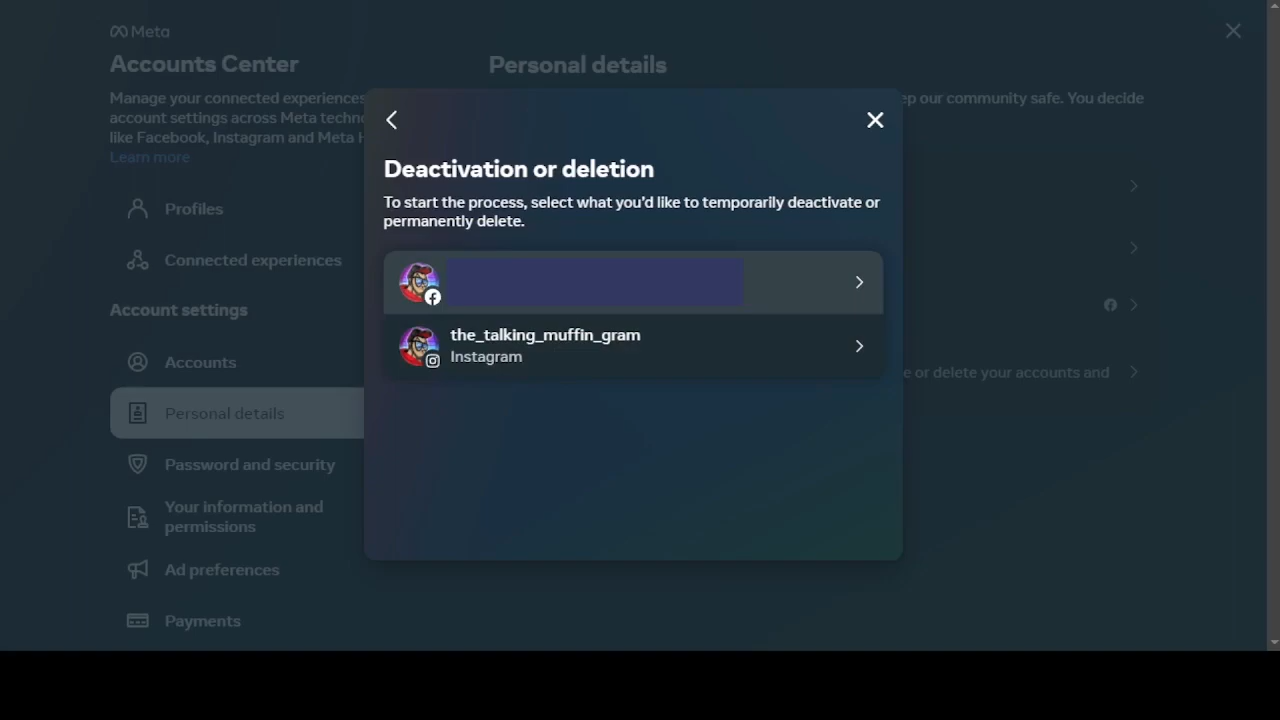 Meta
Accounts Center
Manage your connected experiences
account settings across Meta techno
like Facebook, Instagram and Meta H
Learn more
Profiles
Connected experiences
Account settings
Accounts
Personal details
Password and security
Your information and
permissions
Ad preferences
Payments
Personal details
ep our community safe. You decide
e or delete your accounts and
Deactivation or deletion
To start the process, select what you'd like to temporarily deactivate or
permanently delete.
the_talking_muffin_gram
Instagram